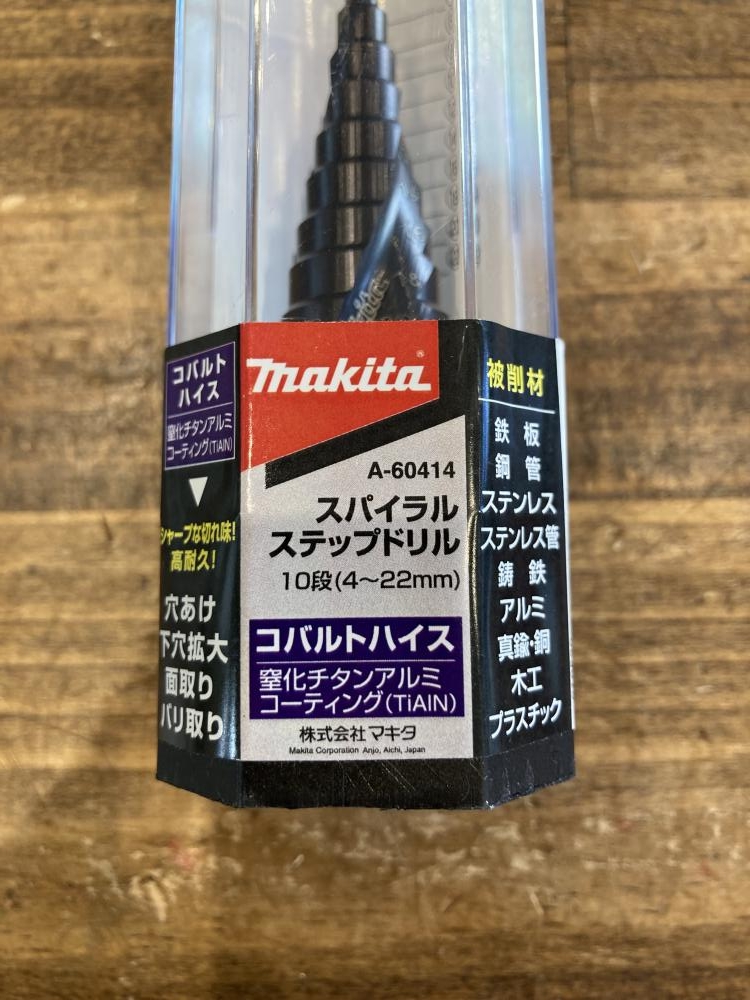 コバルト
ハイス
窒化チタンアルミ
コーティング(TiAlN)
シャープな切れ味!
高耐久!
穴あけ
下穴拡大
面取り
バリ取り
makita®
A-60414
スパイラル
ステップドリル
10段(4～22mm)
コバルトハイス
窒化チタンアルミ
コーティング(TiAlN)
株式会社マキタ
Makita Corporation Anjo, Aichi, Japan
被削材
鉄 板
鋼 管
ステンレス
ステンレス管
鋳 鉄
アルミ
真鍮・銅
木工
プラスチック